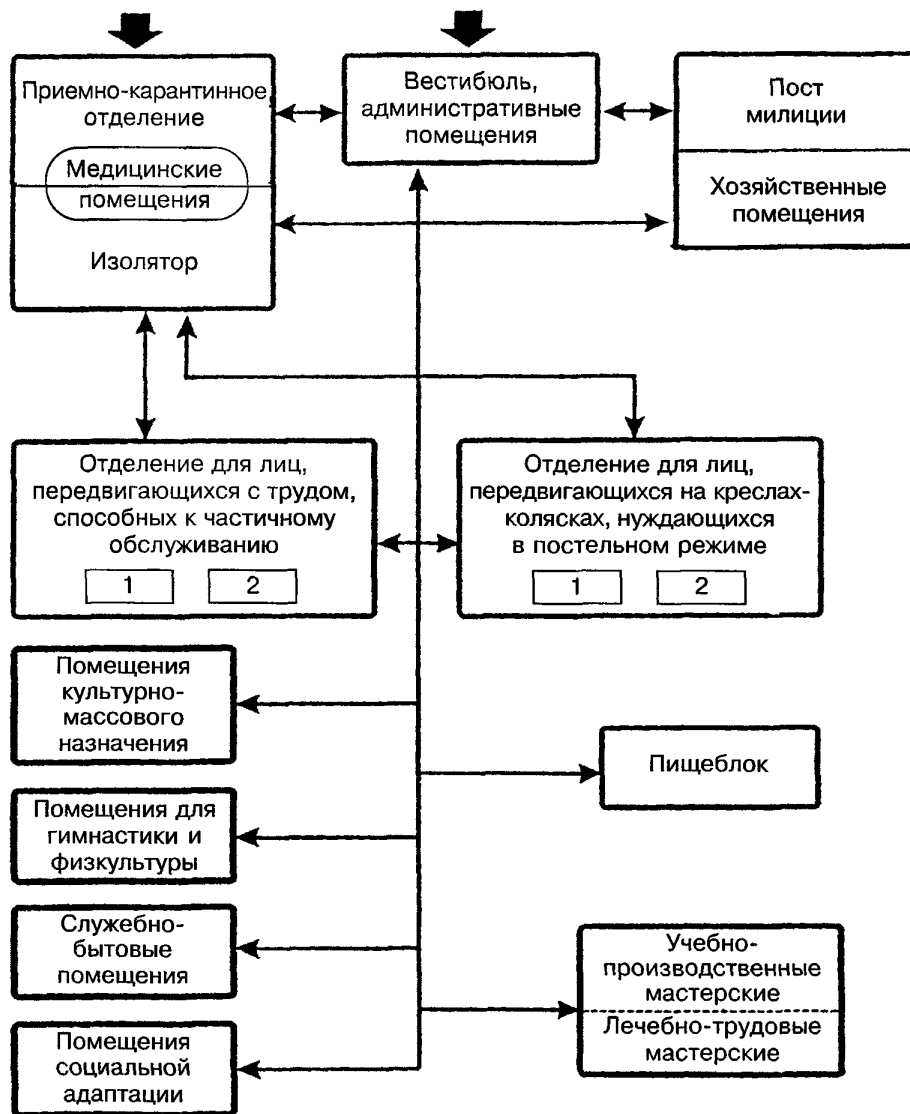 Приемно-карантинное
отделение
Медицинские
помещения
Изолятор
Вестибюль,
административные
помещения
Пост
милиции
Хозяйственные
помещения
Отделение для лиц,
передвигающихся с трудом,
способных к частичному
обслуживанию
1 2
Отделение для лиц,
передвигающихся на креслах-
колясках, нуждающихся
в постельном режиме
1 2
Помещения
культурно-
массового
назначения
Помещения для
гимнастики и
физкультуры
Служебно-
бытовые
помещения
Помещения
социальной
адаптации
Пищеблок
Учебно-
производственные
мастерские
Лечебно-трудовые
мастерские